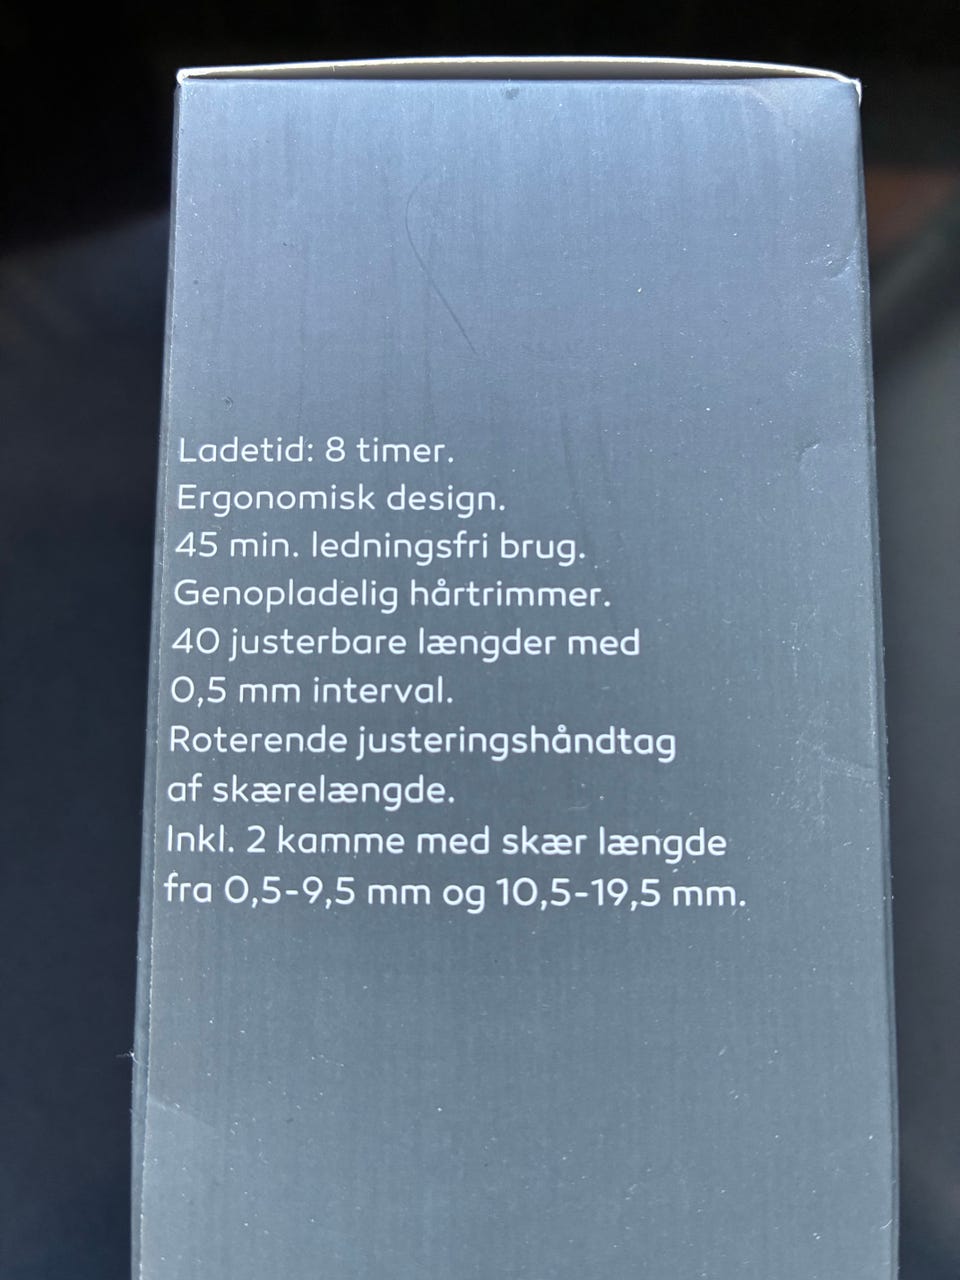 Ladetid: 8 timer.
Ergonomisk design.
45 min. ledningsfri brug.
Genopladelig hårtrimmer.
40 justerbare længder med
0,5 mm interval.
Roterende justeringshåndtag
af skærelængde.
Inkl. 2 kamme med skær længde
fra 0,5-9,5 mm og 10,5-19,5 mm.